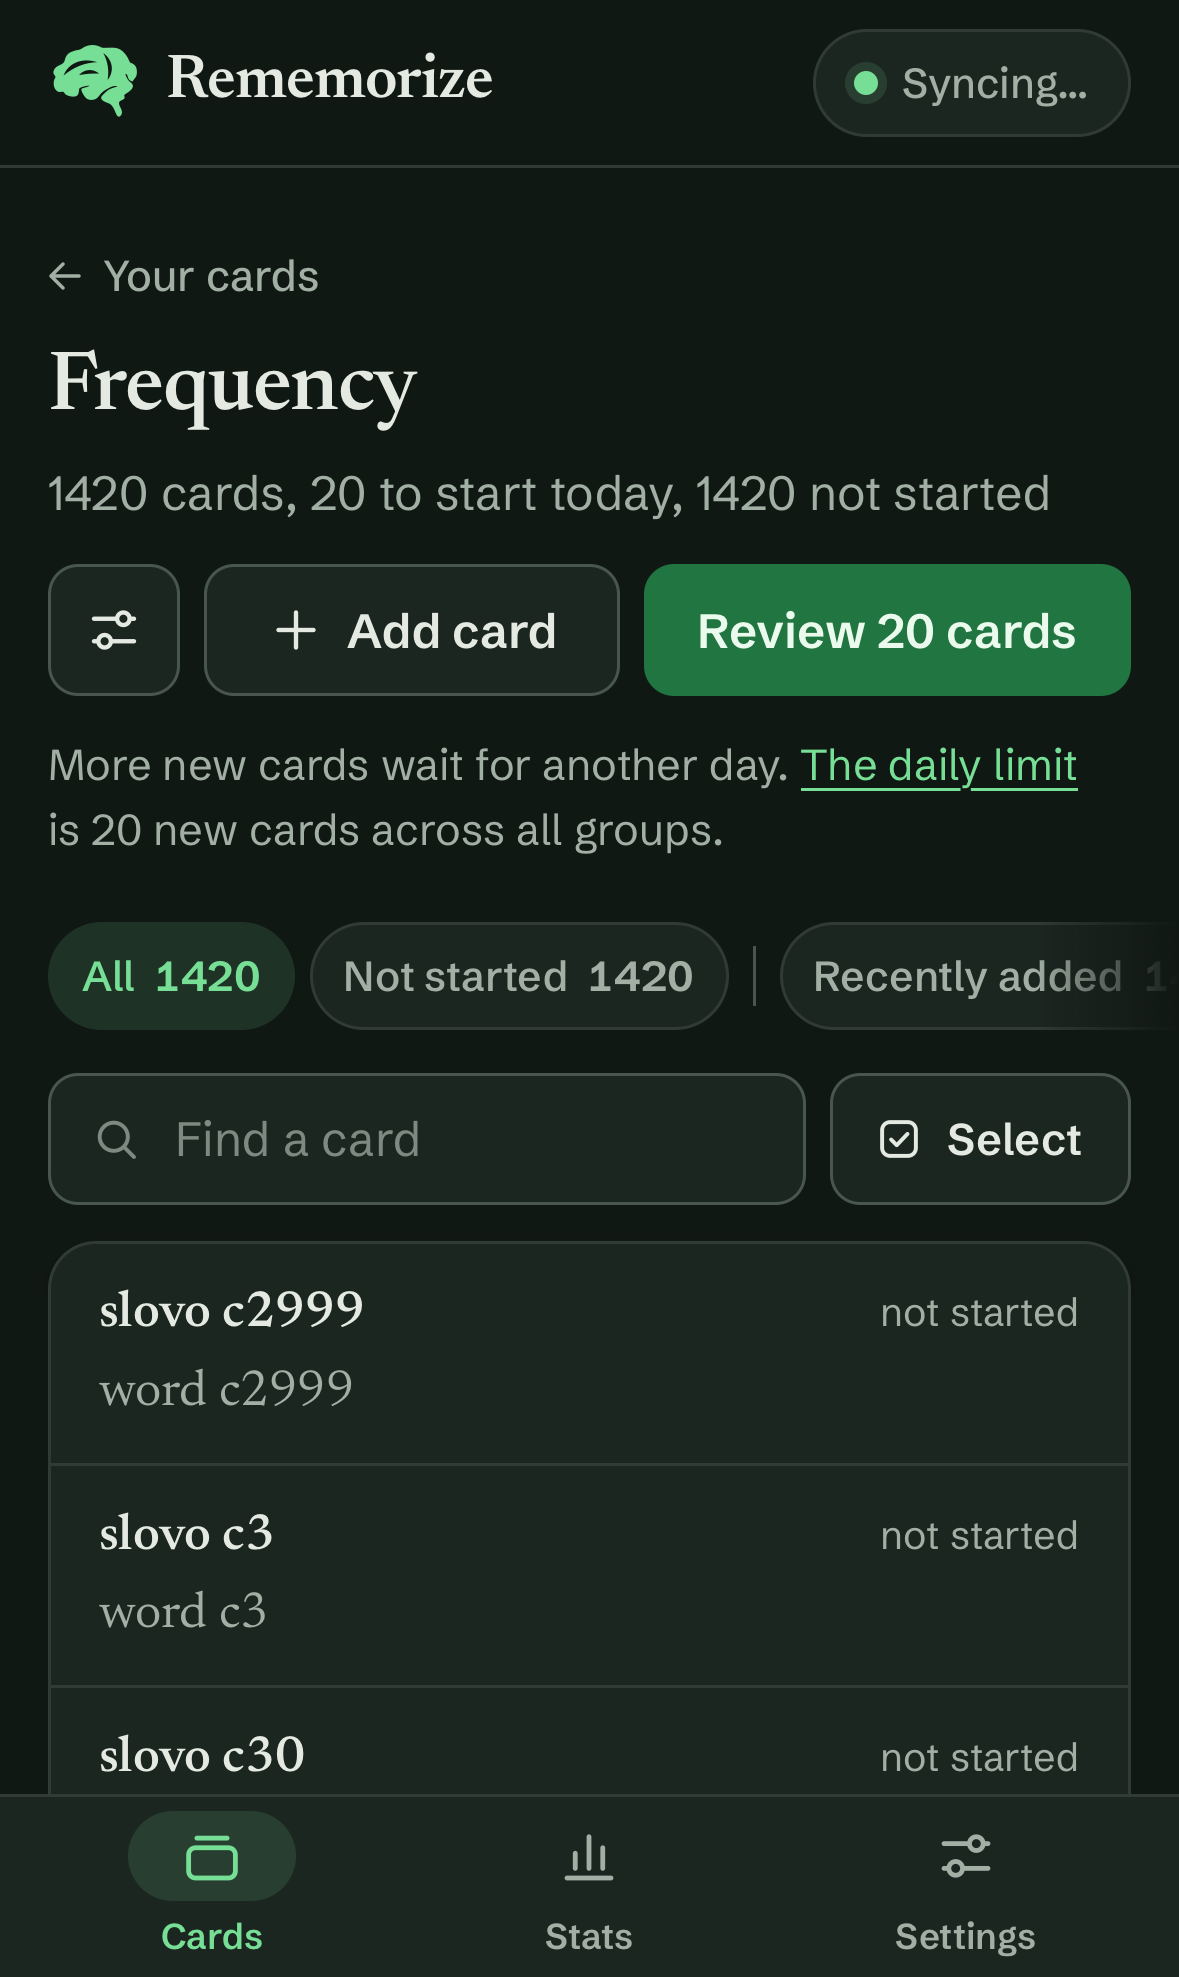 Rememorize
Syncing...
Your cards
Frequency
1420 cards, 20 to start today, 1420 not started
Add card
Review 20 cards
More new cards wait for another day. The daily limit
is 20 new cards across all groups.
All 1420
Not started 1420
Recently added
Find a card
Select
slovo c2999
not started
word c2999
slovo c3
not started
word c3
slovo c30
not started
Cards
Stats
Settings